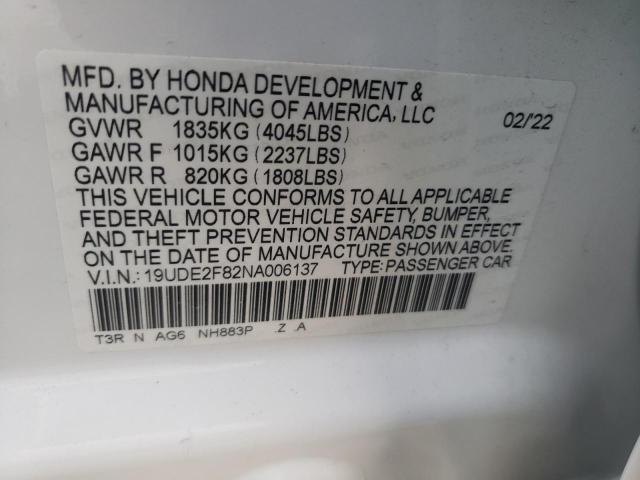 MFD. BY HONDA DEVELOPMENT &
MANUFACTURING OF AMERICA, LLC 02/'22
GVWR 1835KG (4045LBS)
GAWR F 1015KG (2237LBS)
GAWR R 820KG (1808LBS)
THIS VEHICLE CONFORMS TO ALL APPLICABLE
FEDERAL MOTOR VEHICLE SAFETY, BUMPER,
AND THEFT PREVENTION STANDARDS IN EFFECT
ON THE DATE OF MANUFACTURE SHOWN ABOVE.
V.I.N.: 19UDE2F82NA006137 TYPE: PASSENGER CAR
T3R N AG6 NH883P .Z .A